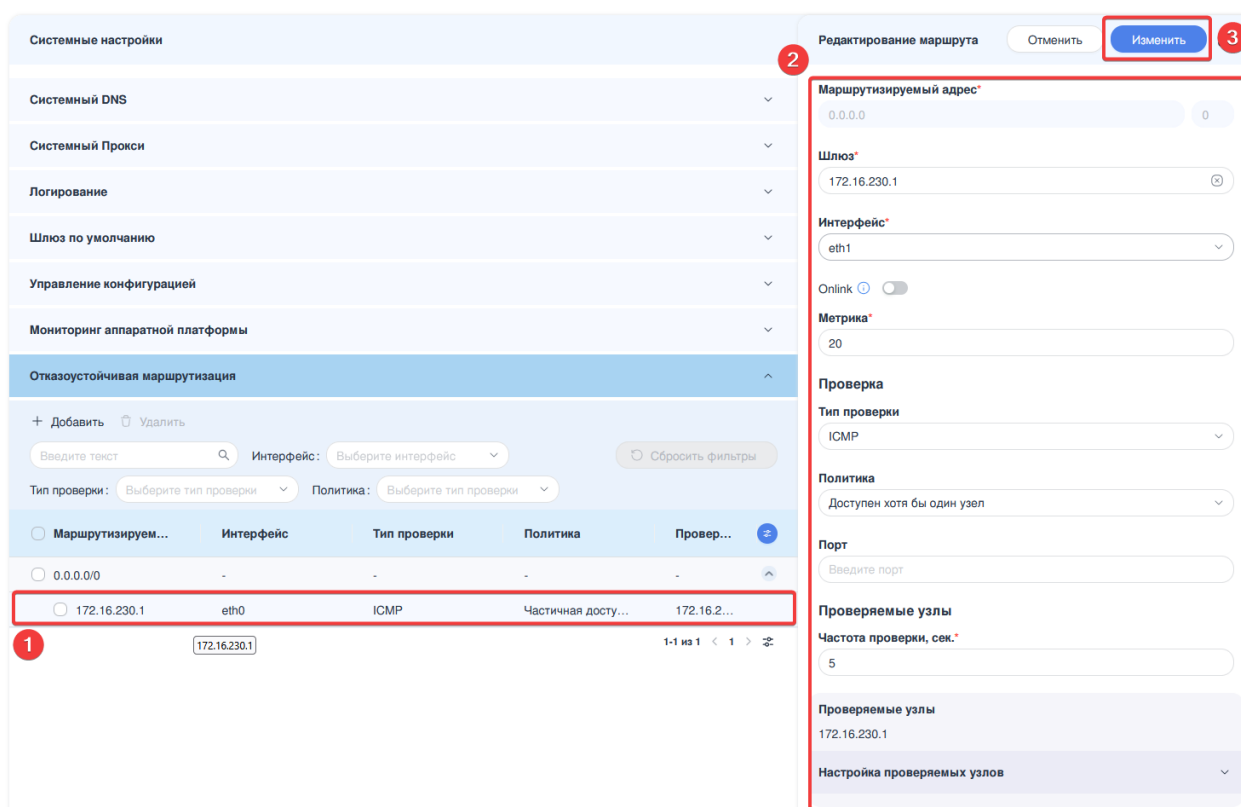 Системные настройки
Системный DNS
Системный Прокси
Логирование
Шлюз по умолчанию
Управление конфигурацией
Мониторинг аппаратной платформы
Отказоустойчивая маршрутизация
Добавить Удалить
Введите текст Интерфейс: Выберите интерфейс Сбросить фильтры
Тип проверки: Выберите тип проверки Политика: Выберите тип проверки
Маршрутизируем... Интерфейс Тип проверки Политика Провер...
0.0.0.0/0 - - - -
172.16.230.1 eth0 ICMP Частичная досту... 172.16.2...
1
172.16.230.1
1-1 из 1 < 1 >
2
Редактирование маршрута Отменить Изменить 3
Маршрутизируемый адрес*
0.0.0.0 0
Шлюз*
172.16.230.1
Интерфейс*
eth1
Onlink
Метрика*
20
Проверка
Тип проверки
ICMP
Политика
Доступен хотя бы один узел
Порт
Введите порт
Проверяемые узлы
Частота проверки, сек.*
5
Проверяемые узлы
172.16.230.1
Настройка проверяемых узлов